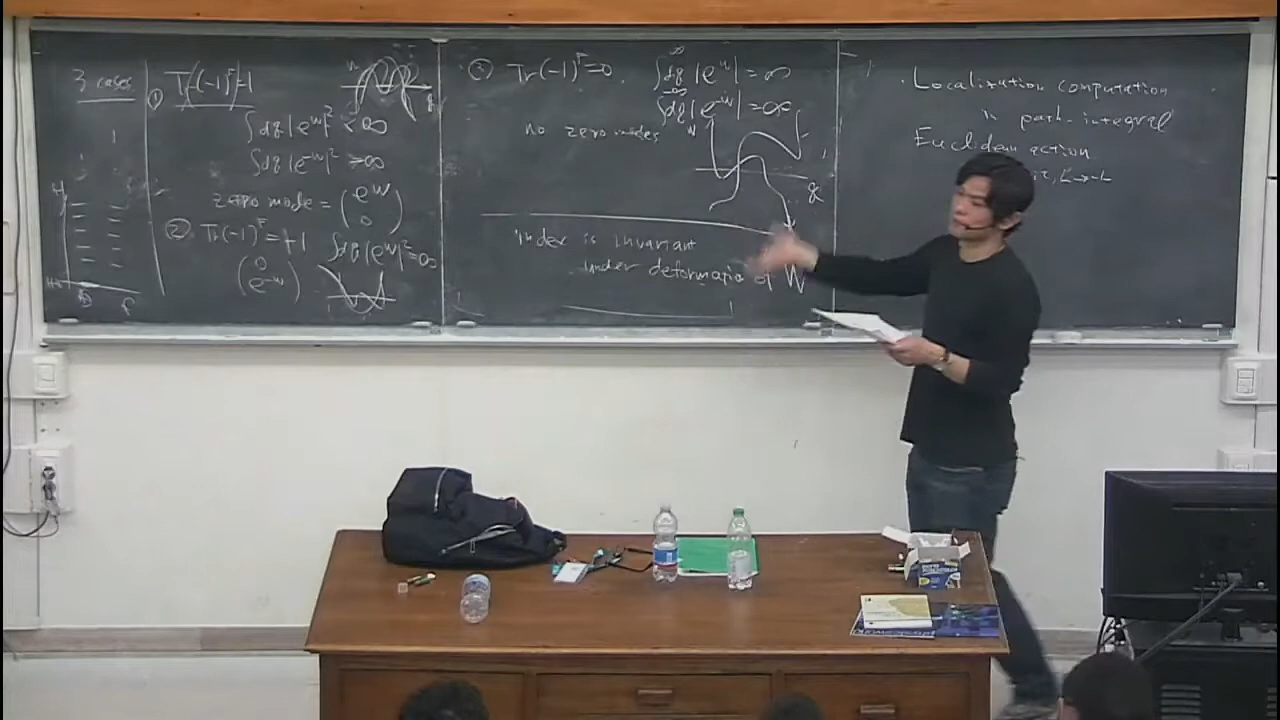 3 cases
① Tr(-1)^F=1
∫dq|e^W|^2 < ∞
∫dq|e^-W|^2 = ∞
zero mode = (e^W 0)
② Tr(-1)^F = +1
∫dq|e^W|^2 = ∞
(0 e^-W)
Tr(-1)^F = 0
∫dq|e^W| = ∞
∫dq|e^-W| = ∞
no zero modes
W
q
index is invariant
under deformation of W
· Localization computation
in path-integral
Euclidean action